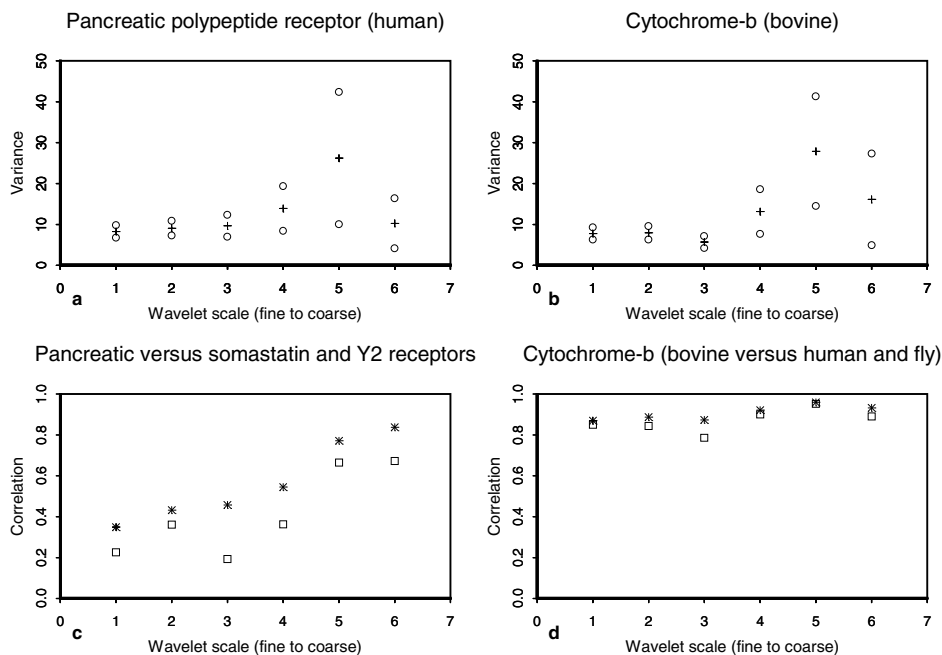 Pancreatic polypeptide receptor (human)
Variance
0 10 20 30 40 50
0 1 2 3 4 5 6 7
a
Wavelet scale (fine to coarse)
Cytochrome-b (bovine)
Variance
0 10 20 30 40 50
0 1 2 3 4 5 6 7
b
Wavelet scale (fine to coarse)
Pancreatic versus somastatin and Y2 receptors
Correlation
0.0 0.2 0.4 0.6 0.8 1.0
0 1 2 3 4 5 6 7
c
Wavelet scale (fine to coarse)
Cytochrome-b (bovine versus human and fly)
Correlation
0.0 0.2 0.4 0.6 0.8 1.0
0 1 2 3 4 5 6 7
d
Wavelet scale (fine to coarse)